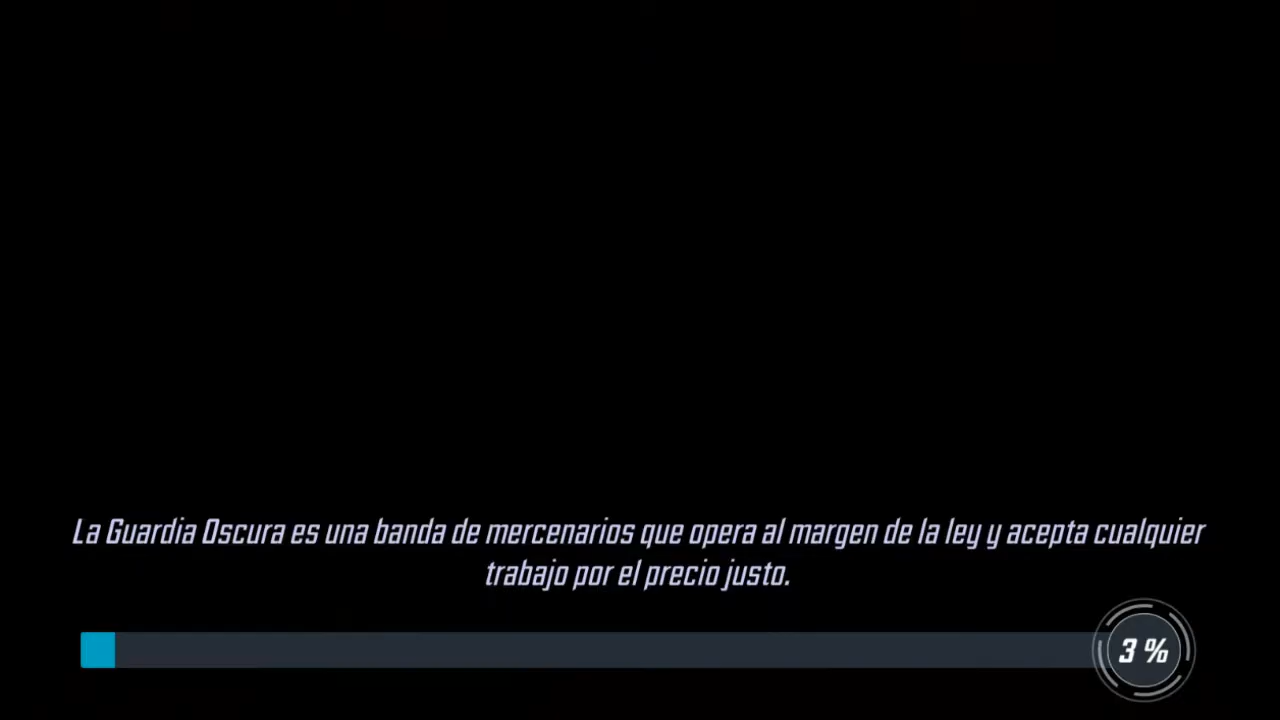 La Guardia Oscura es una banda de mercenarios que opera al margen de la ley y acepta cualquier
trabajo por el precio justo.
3 %